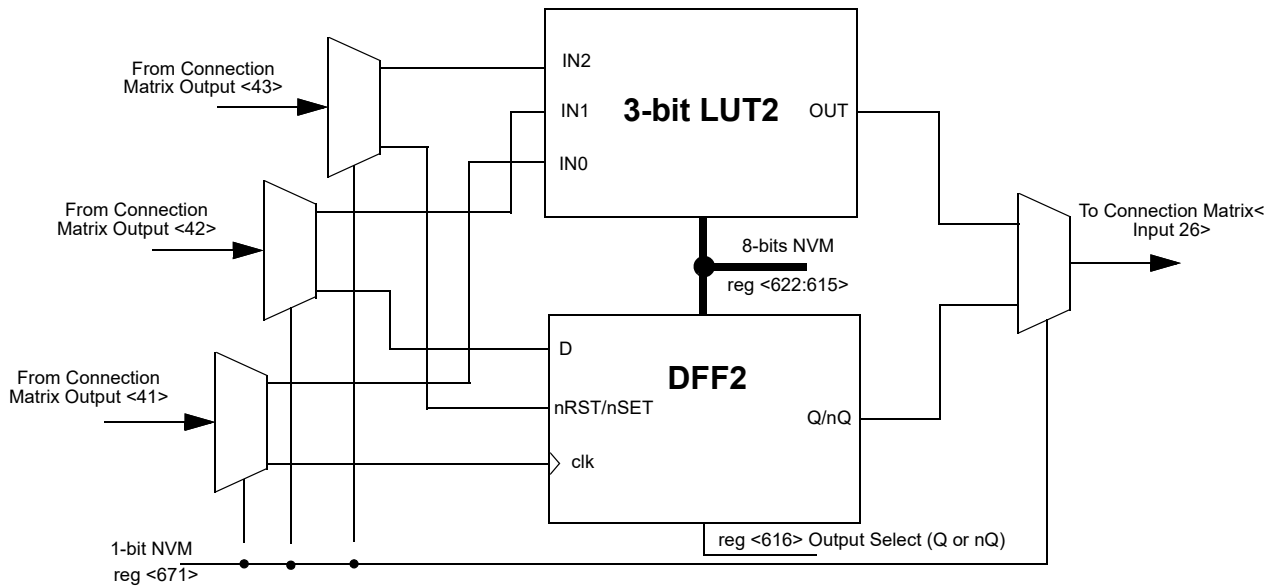 From Connection
Matrix Output <43>
IN2
IN1
IN0
3-bit LUT2
OUT
From Connection
Matrix Output <42>
To Connection Matrix<
Input 26>
8-bits NVM
reg <622:615>
From Connection
Matrix Output <41>
D
nRST/nSET
clk
DFF2
Q/nQ
reg <616> Output Select (Q or nQ)
1-bit NVM
reg <671>